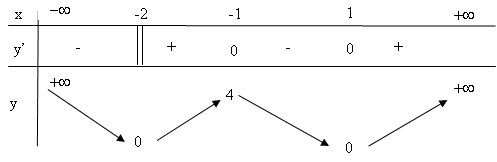 x −∞ -2 -1 1 +∞
y' - + 0 - 0 +
+∞ 4 +∞
y
0 0